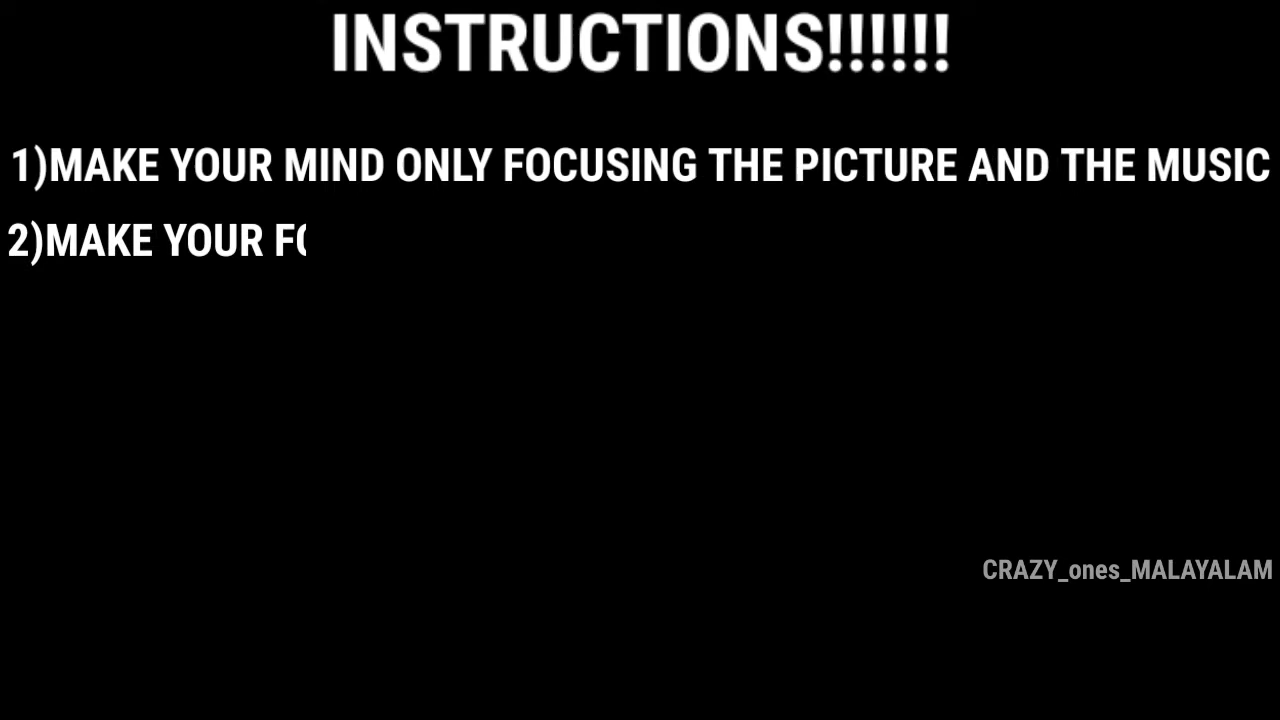 INSTRUCTIONS!!!!!!
1)MAKE YOUR MIND ONLY FOCUSING THE PICTURE AND THE MUSIC
2)MAKE YOUR
CRAZY_ones_MALAYALAM